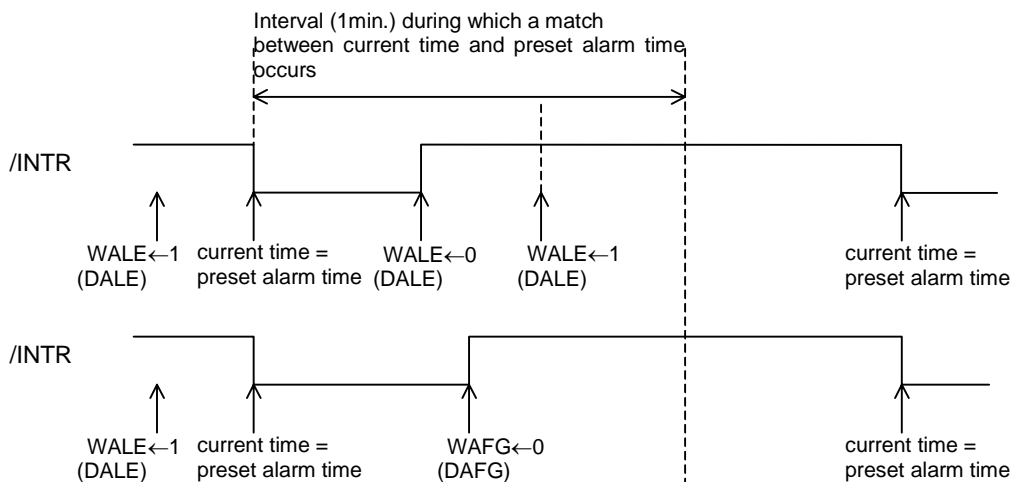 Interval (1min.) during which a match
between current time and preset alarm time
occurs
/INTR
WALE←1 current time = WALE←0 WALE←1 current time =
(DALE) preset alarm time (DALE) (DALE) preset alarm time
/INTR
WALE←1 current time = WAFG←0 current time =
(DALE) preset alarm time (DAFG) preset alarm time